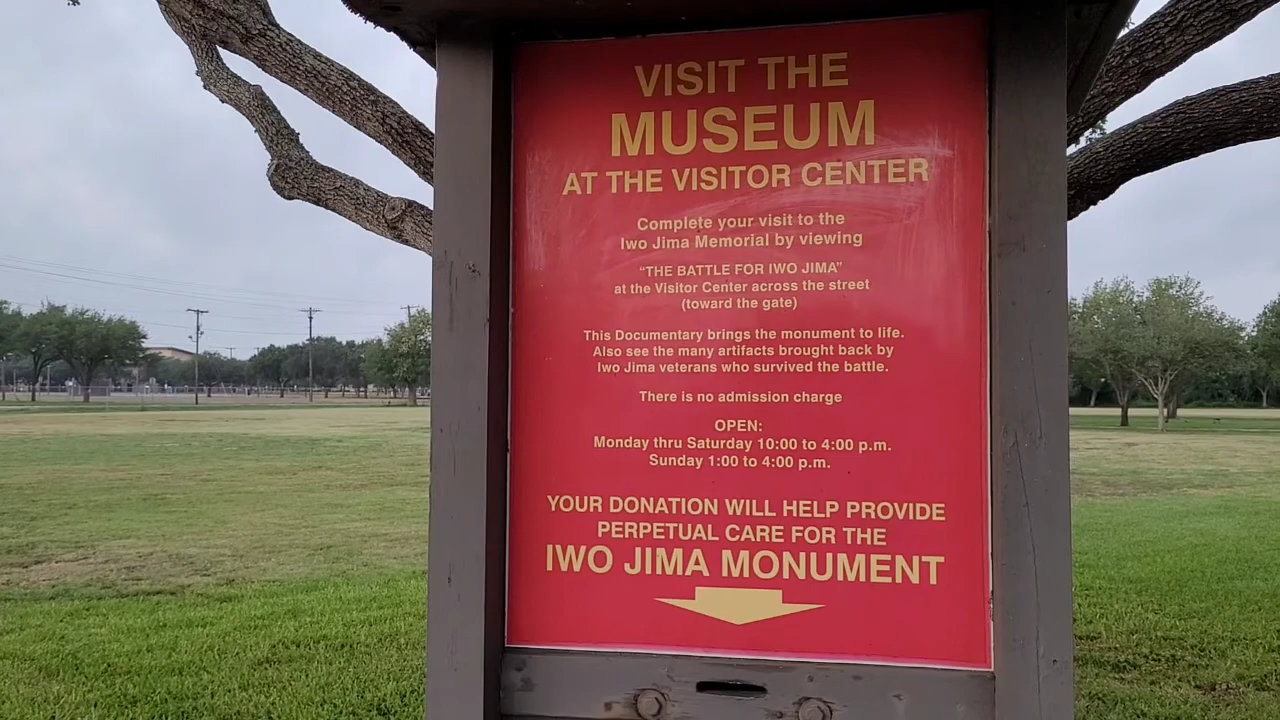 VISIT THE
MUSEUM
AT THE VISITOR CENTER
Complete your visit to the
Iwo Jima Memorial by viewing
"THE BATTLE FOR IWO JIMA"
at the Visitor Center across the street
(toward the gate)
This Documentary brings the monument to life.
Also see the many artifacts brought back by
Iwo Jima veterans who survived the battle.
There is no admission charge
OPEN:
Monday thru Saturday 10:00 to 4:00 p.m.
Sunday 1:00 to 4:00 p.m.
YOUR DONATION WILL HELP PROVIDE
PERPETUAL CARE FOR THE
IWO JIMA MONUMENT